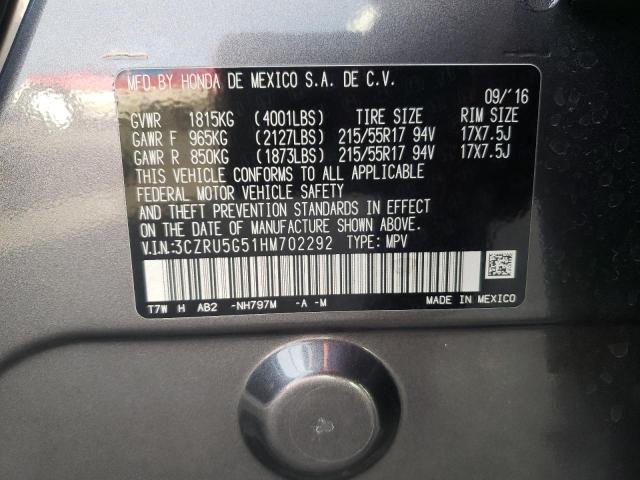 MFD.BY HONDA DE MEXICO S.A. DE C.V.
09/'16
GVWR 1815KG (4001LBS) TIRE SIZE RIM SIZE
GAWR F 965KG (2127LBS) 215/55R17 94V 17X7.5J
GAWR R 850KG (1873LBS) 215/55R17 94V 17X7.5J
THIS VEHICLE CONFORMS TO ALL APPLICABLE
FEDERAL MOTOR VEHICLE SAFETY
AND THEFT PREVENTION STANDARDS IN EFFECT
ON THE DATE OF MANUFACTURE SHOWN ABOVE.
V.I.N:3CZRU5G51HM702292 TYPE: MPV
T7W H AB2 -NH797M -A -M MADE IN MEXICO